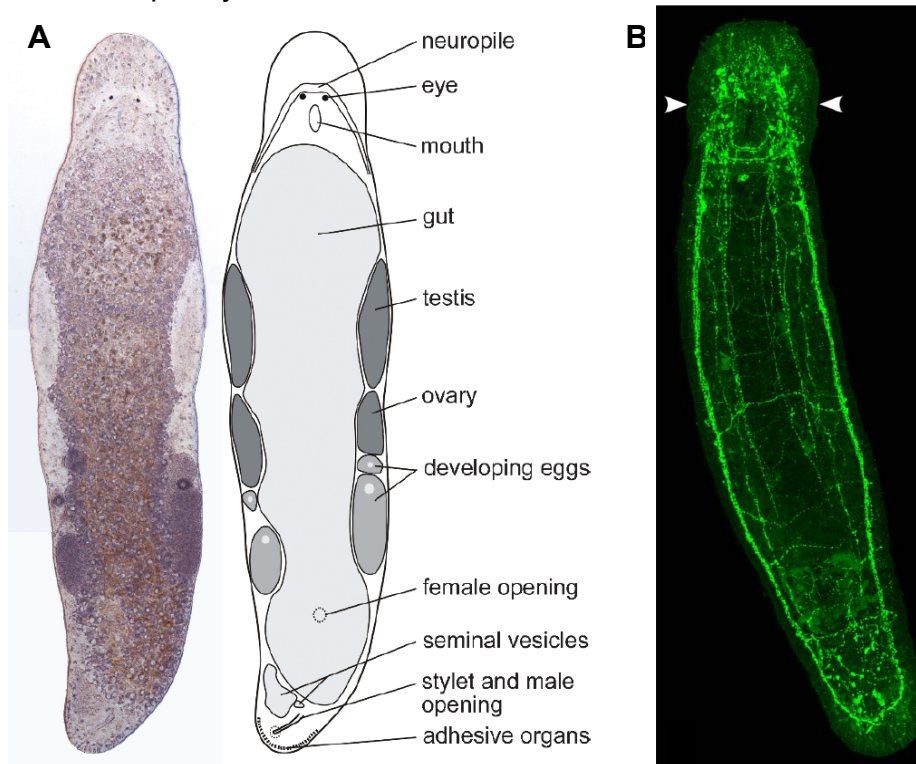 A
B
neuropile
eye
mouth
gut
testis
ovary
developing eggs
female opening
seminal vesicles
stylet and male
opening
adhesive organs